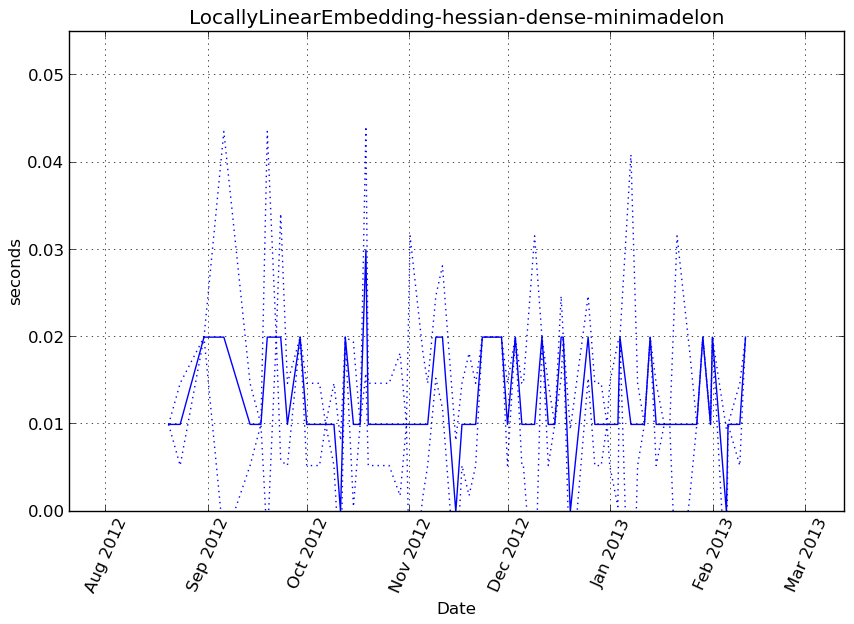 LocallyLinearEmbedding-hessian-dense-minimadelon
0.05
0.04
0.03
0.02
0.01
0.00
seconds
Aug 2012
Sep 2012
Oct 2012
Nov 2012
Dec 2012
Jan 2013
Feb 2013
Mar 2013
Date